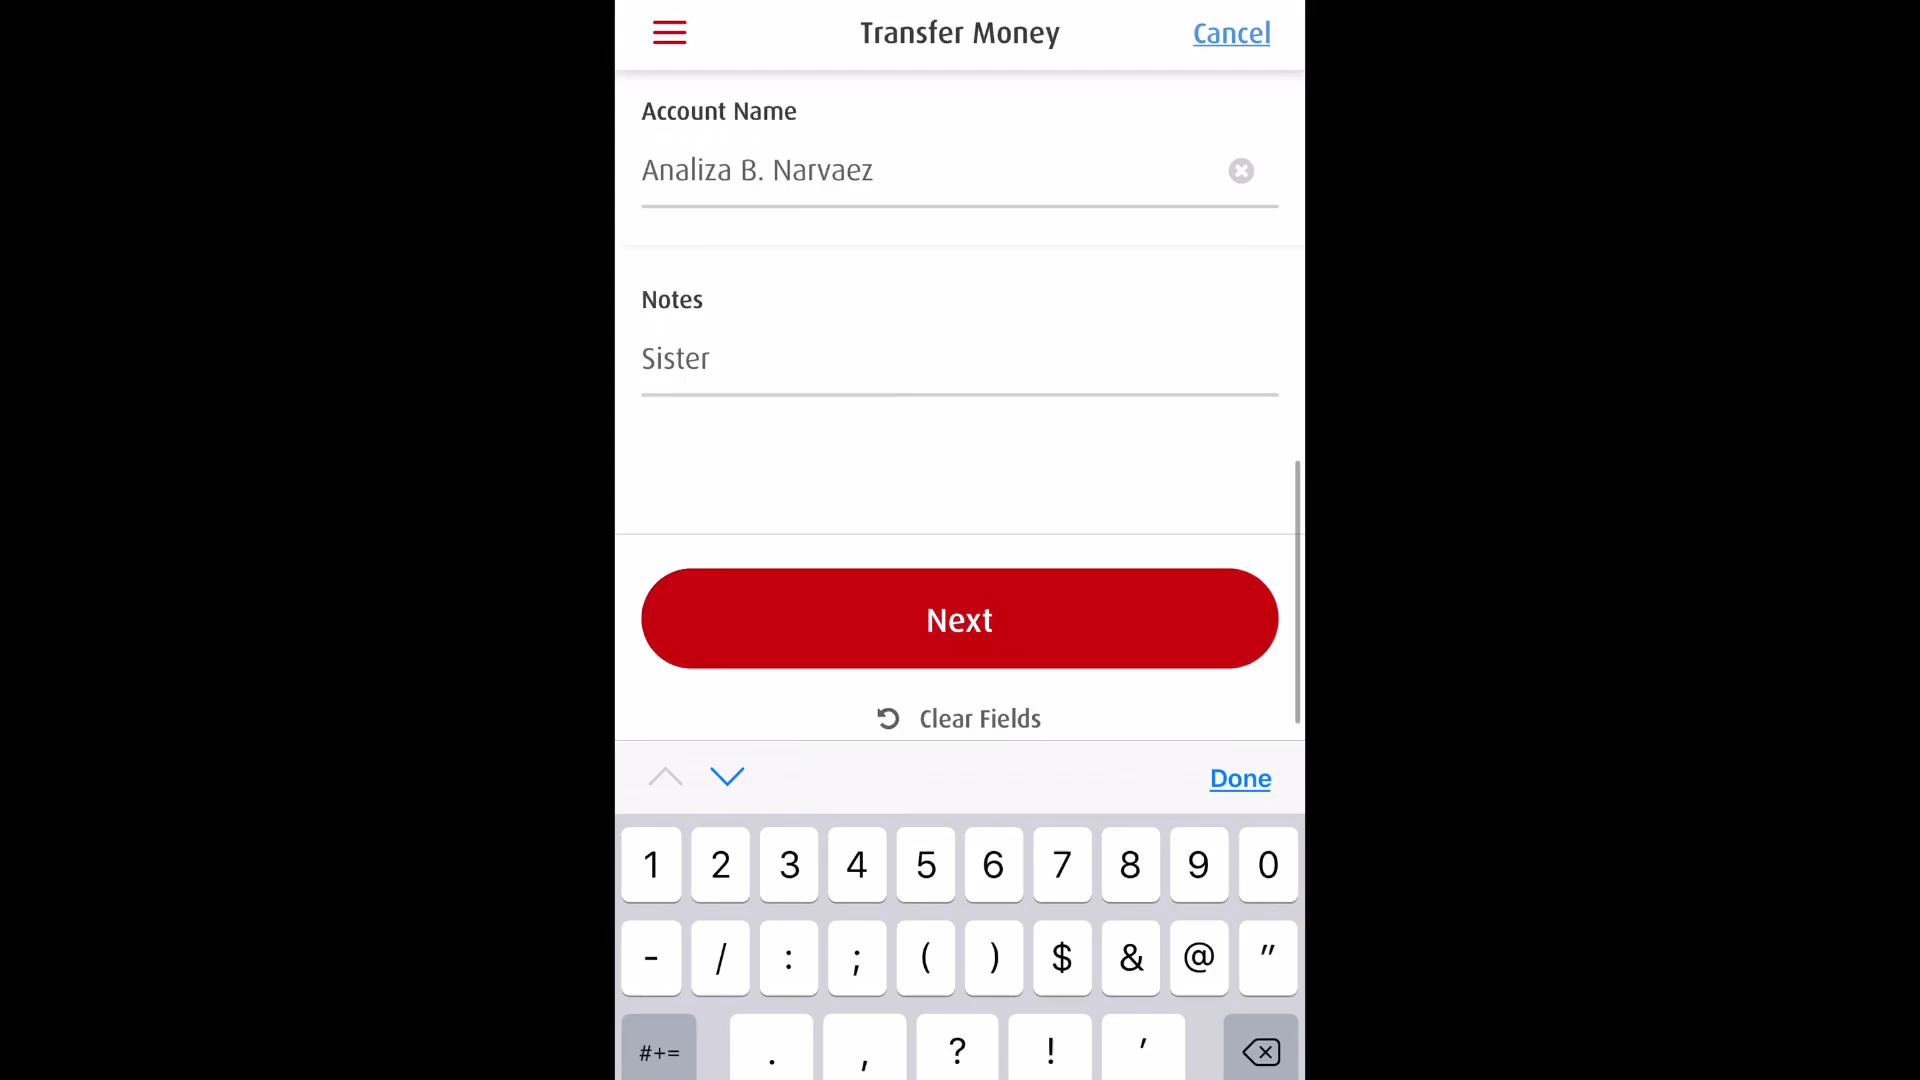 Transfer Money
Cancel
Account Name
Analiza B. Narvaez
Notes
Sister
Next
Clear Fields
Done
1 2 3 4 5 6 7 8 9 0
- / : ; ( ) $ & @ "
#+= . , ? ! '